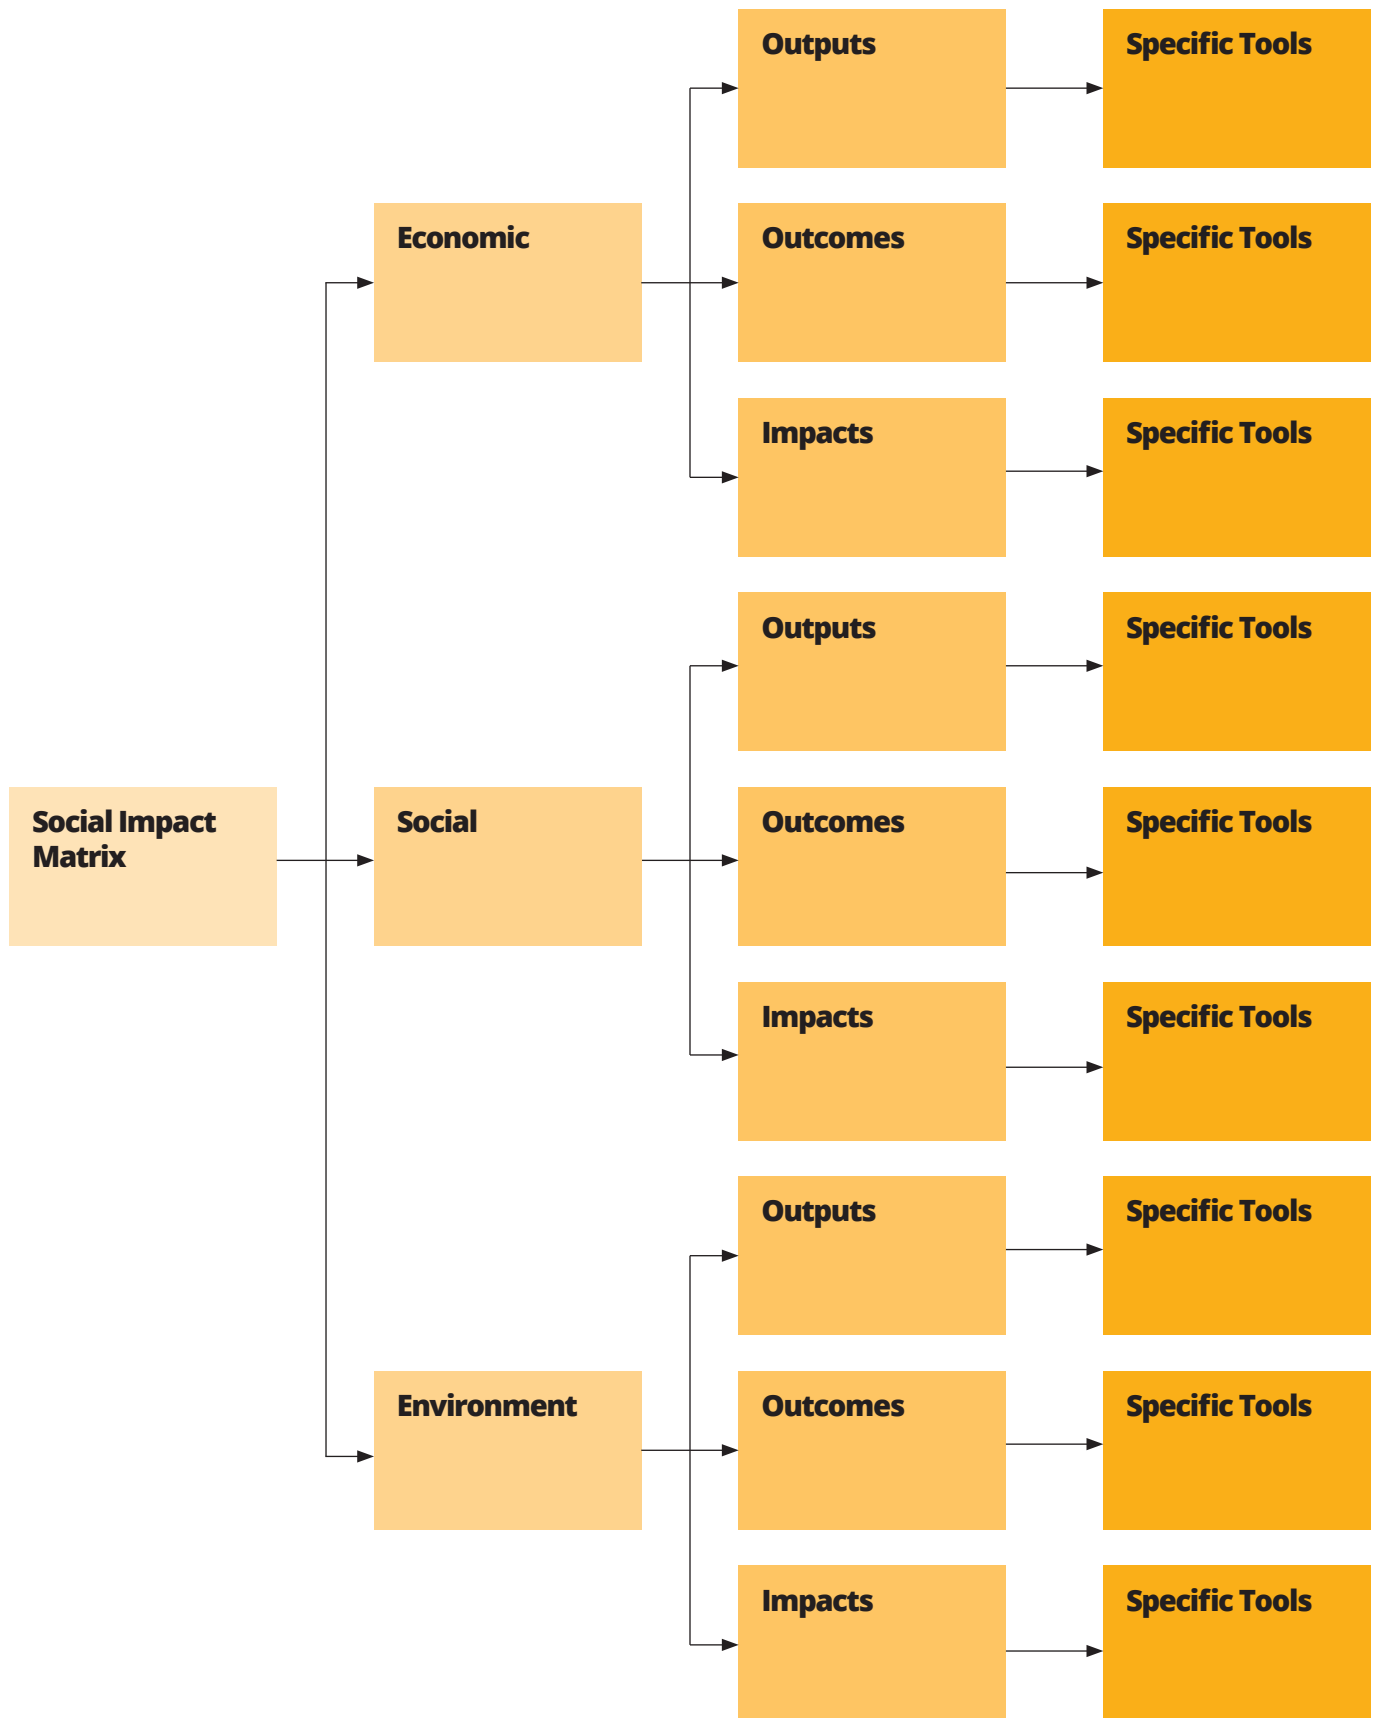 Outputs
Specific Tools
Economic
Outcomes
Specific Tools
Impacts
Specific Tools
Outputs
Specific Tools
Social Impact
Matrix
Social
Outcomes
Specific Tools
Impacts
Specific Tools
Outputs
Specific Tools
Environment
Outcomes
Specific Tools
Impacts
Specific Tools